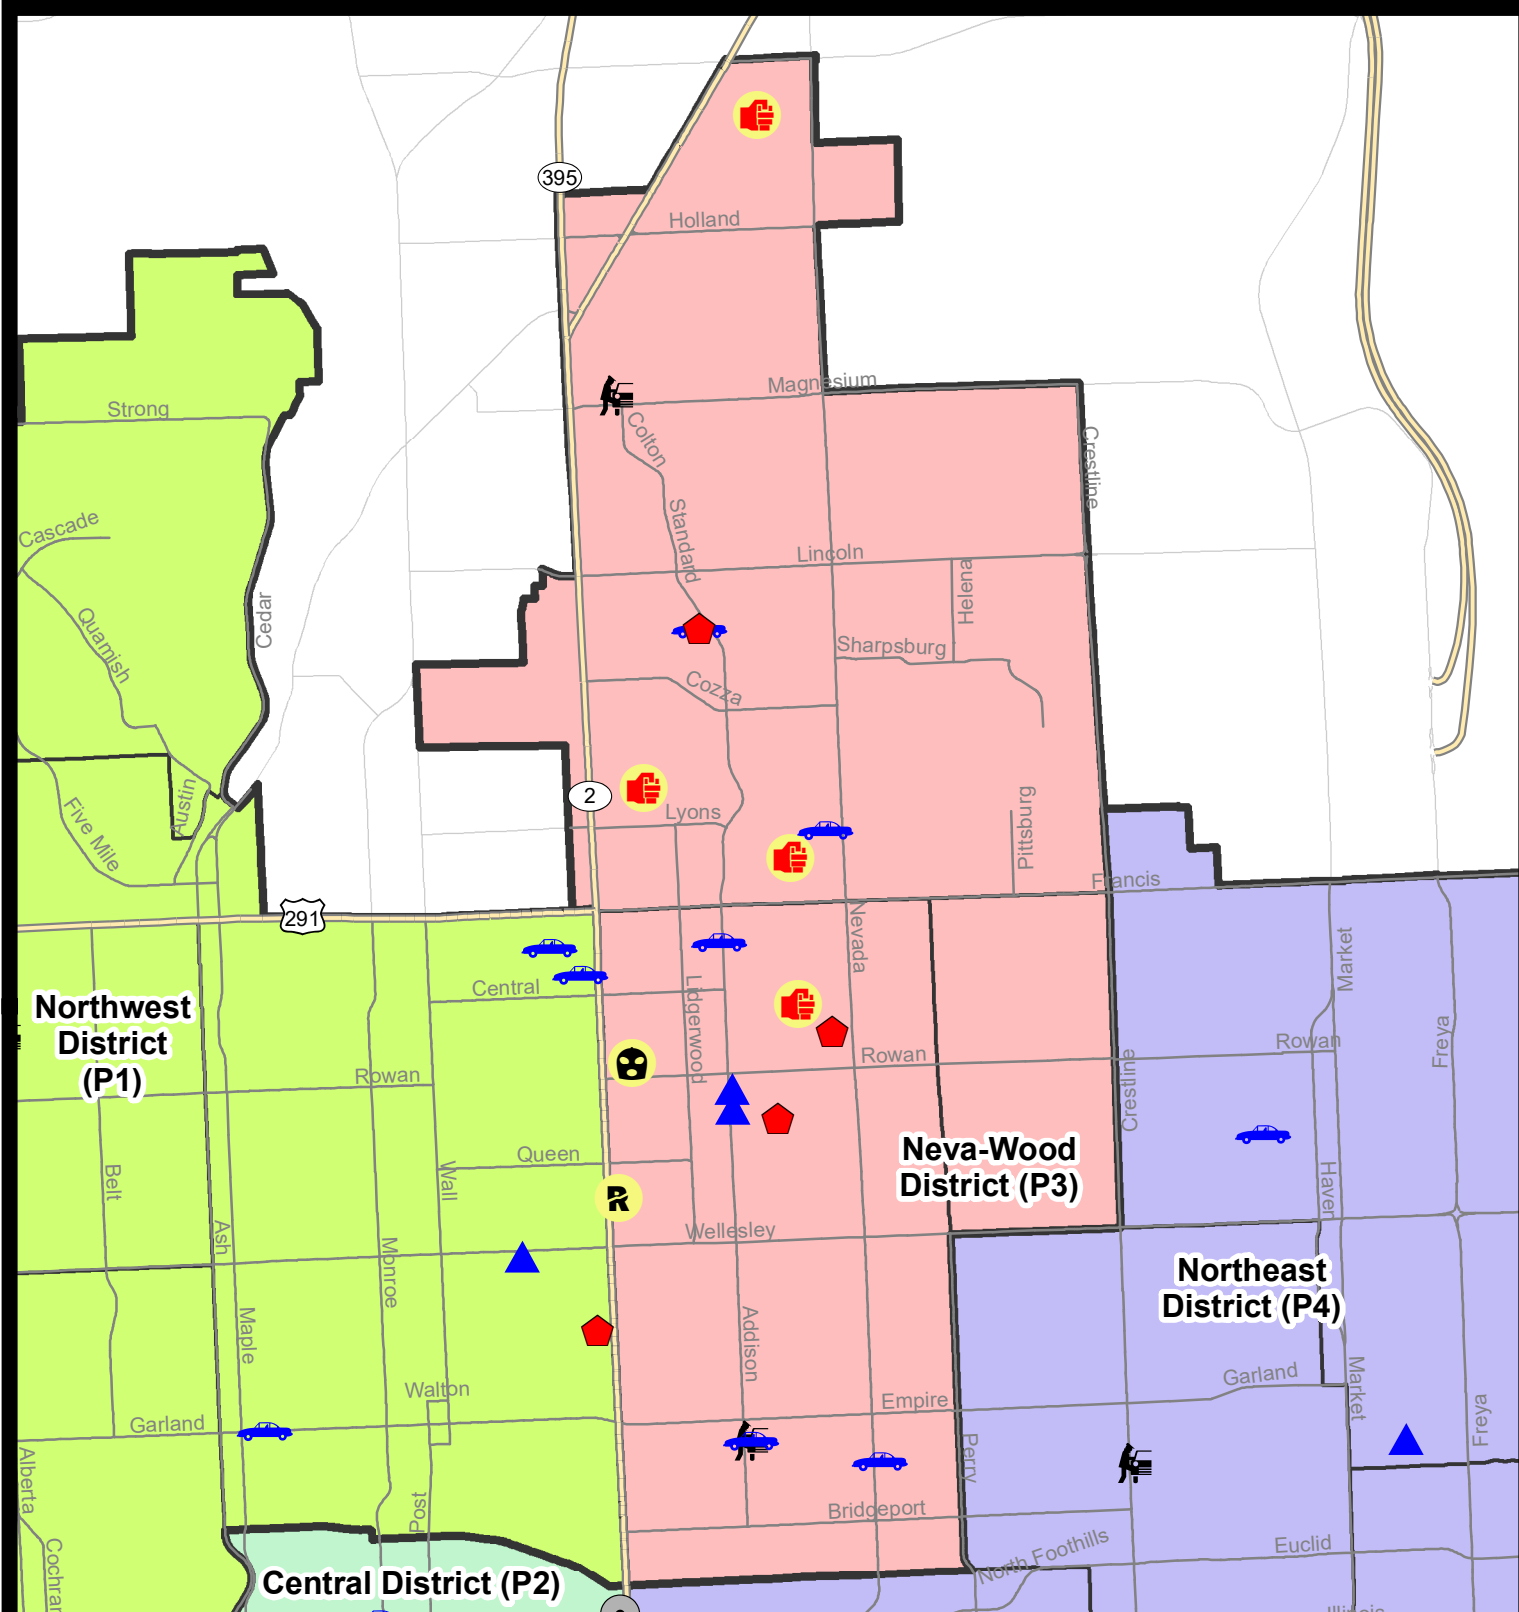 395
Holland
Magnesium
Strong
Colton
Crestline
Standard
Cascade
Lincoln
Helena
Cedar
Quamish
Sharpsburg
Cozza
2
Austin
Five Mile
Lyons
Pittsburg
Francis
291
Nevada
Market
Central
Lidgerwood
Northwest
District
(P1)
Freya
Rowan
Rowan
Rowan
Crestline
Neva-Wood
District (P3)
Queen
Belt
Wall
Haven
R
Ash
Wellesley
Monroe
Northeast
District (P4)
Maple
Addison
Walton
Garland
Market
Empire
Garland
Freya
Perry
Alberta
Post
Bridgeport
North Foothills
Euclid
Cochran
Central District (P2)